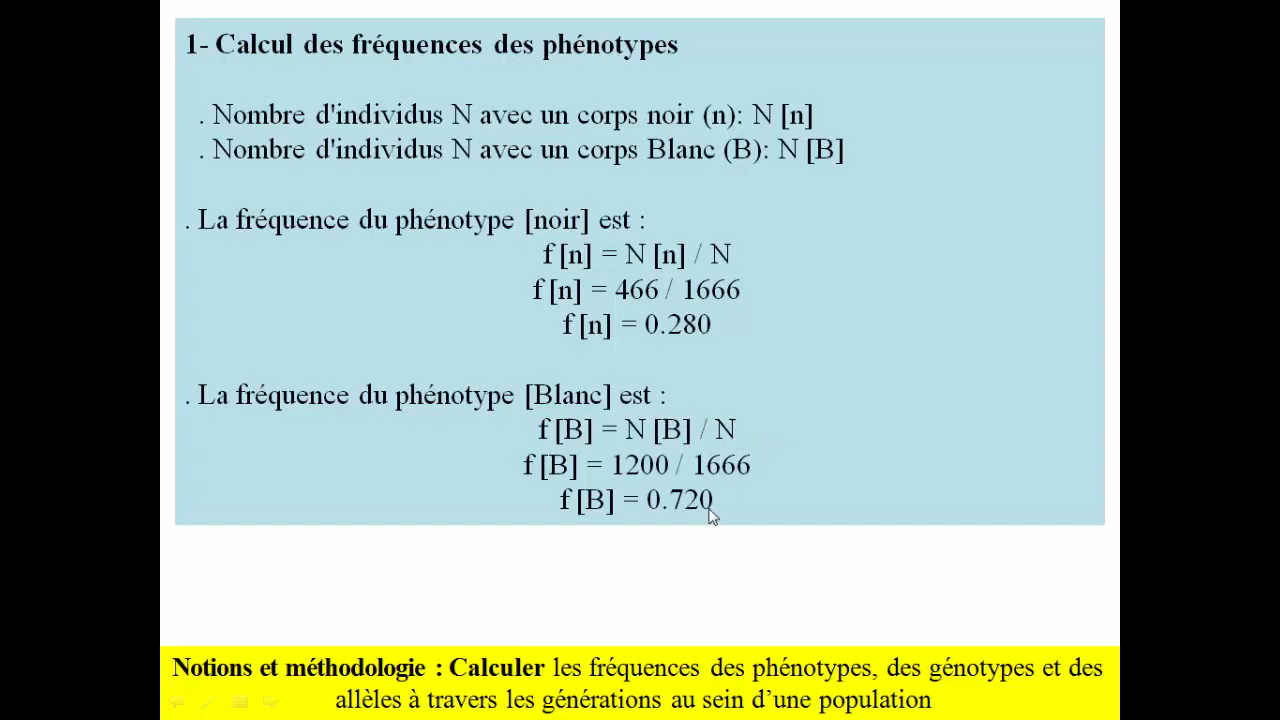 1- Calcul des fréquences des phénotypes
. Nombre d'individus N avec un corps noir (n): N [n]
. Nombre d'individus N avec un corps Blanc (B): N [B]
. La fréquence du phénotype [noir] est :
f [n] = N [n] / N
f [n] = 466 / 1666
f [n] = 0.280
. La fréquence du phénotype [Blanc] est :
f [B] = N [B] / N
f [B] = 1200 / 1666
f [B] = 0.720
Notions et méthodologie : Calculer les fréquences des phénotypes, des génotypes et des
allèles à travers les générations au sein d’une population